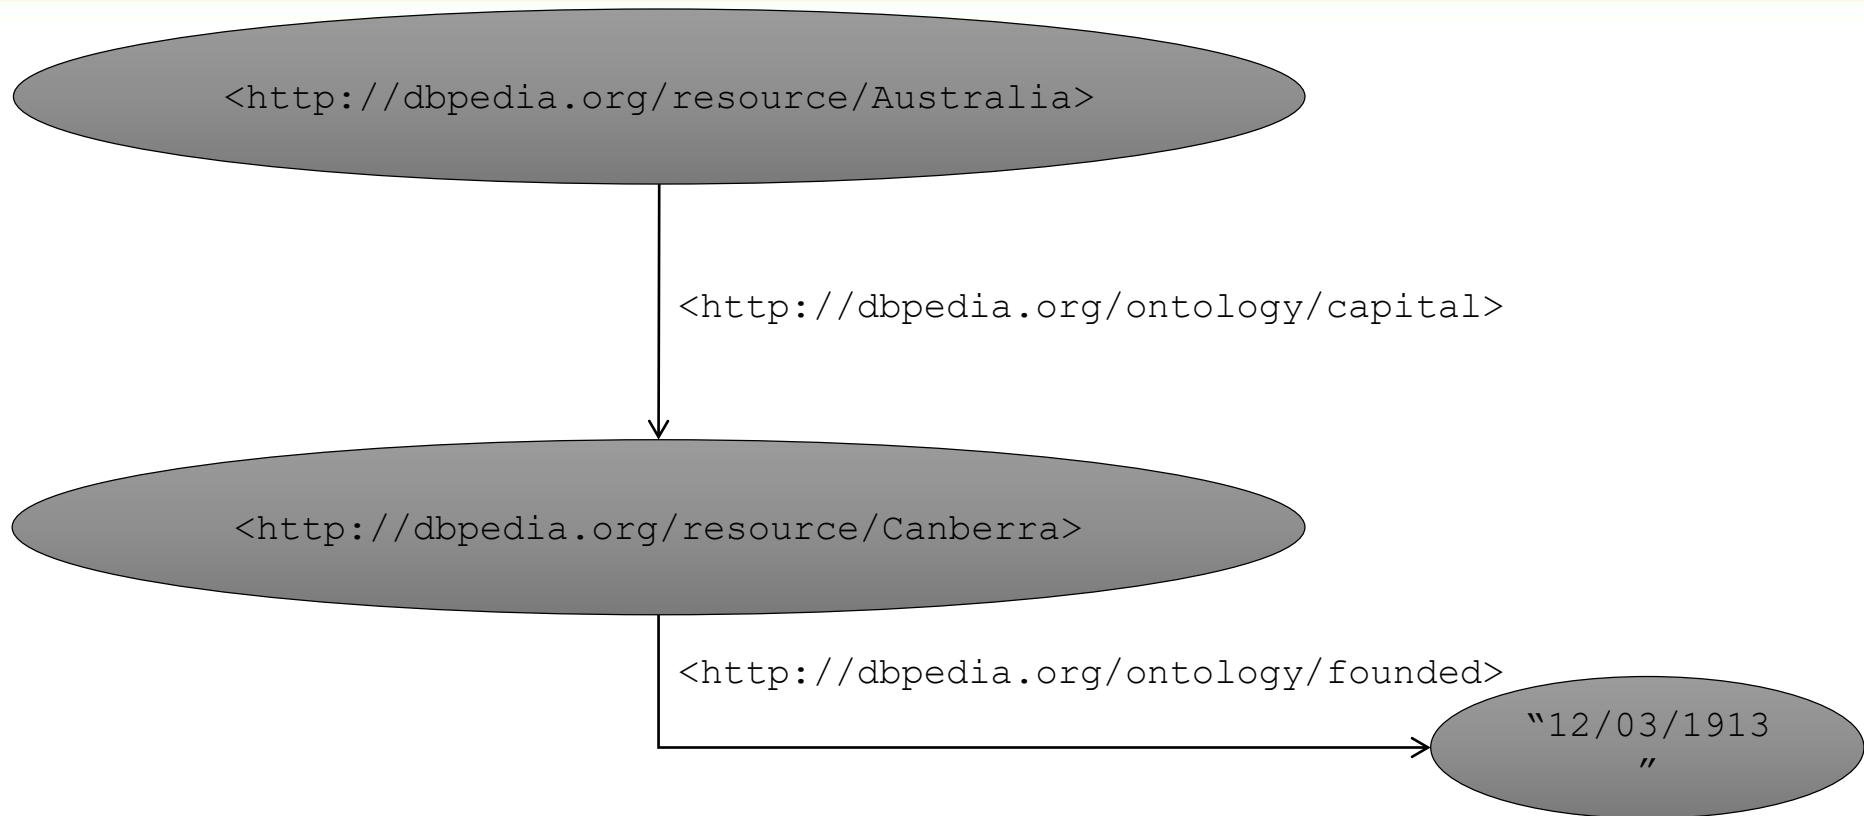 <http://dbpedia.org/resource/Australia>
<http://dbpedia.org/ontology/capital>
<http://dbpedia.org/resource/Canberra>
<http://dbpedia.org/ontology/founded>
“12/03/1913
”